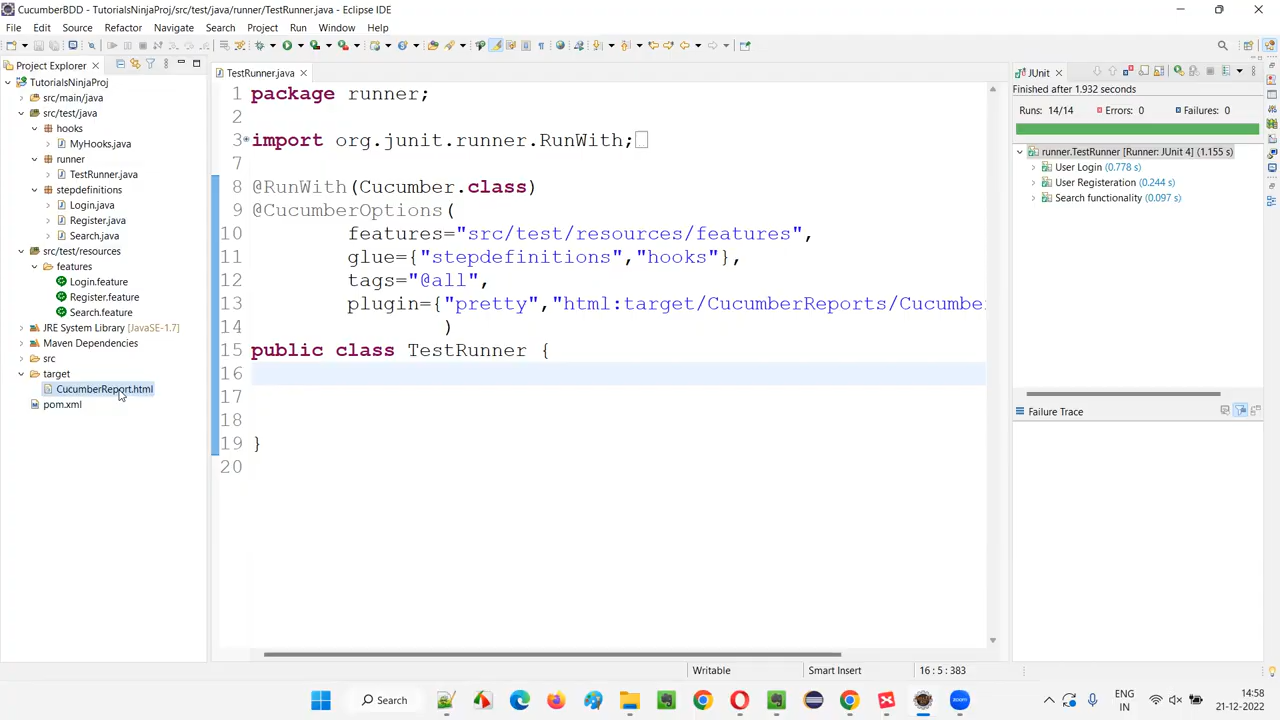 CucumberBDD - TutorialsNinjaProj/src/test/java/runner/TestRunner.java - Eclipse IDE
File Edit Source Refactor Navigate Search Project Run Window Help
Project Explorer
TutorialsNinjaProj
src/main/java
src/test/java
hooks
MyHooks.java
runner
TestRunner.java
stepdefinitions
Login.java
Register.java
Search.java
src/test/resources
features
Login.feature
Register.feature
Search.feature
JRE System Library [JavaSE-1.7]
Maven Dependencies
src
target
CucumberReport.html
pom.xml
TestRunner.java
1 package runner;
2
3 import org.junit.runner.RunWith;
7
8 @RunWith(Cucumber.class)
9 @CucumberOptions(
10 features="src/test/resources/features",
11 glue={"stepdefinitions","hooks"},
12 tags="@all",
13 plugin={"pretty","html:target/CucumberReports/Cucumbe
14 )
15 public class TestRunner {
16
17
18
19 }
20
JUnit
Finished after 1.932 seconds
Runs: 14/14 Errors: 0 Failures: 0
runner.TestRunner [Runner: JUnit 4] (1.155 s)
User Login (0.778 s)
User Registeration (0.244 s)
Search functionality (0.097 s)
Failure Trace
Writable Smart Insert 16 : 5 : 383
Search
ENG
IN
14:58
21-12-2022